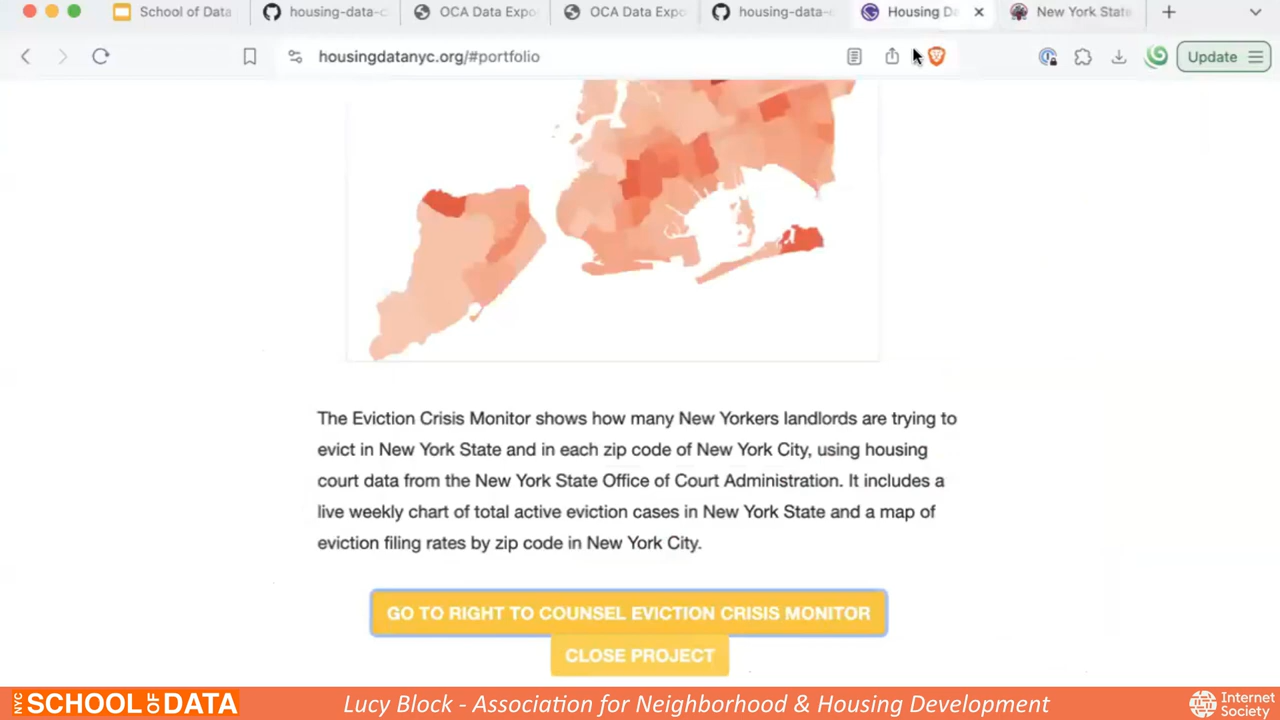 School of Data
housing-data-c
OCA Data Expo
OCA Data Expo
housing-data-c
Housing De
New York State
housingdatanyc.org/#portfolio
Update
The Eviction Crisis Monitor shows how many New Yorkers landlords are trying to
evict in New York State and in each zip code of New York City, using housing
court data from the New York State Office of Court Administration. It includes a
live weekly chart of total active eviction cases in New York State and a map of
eviction filing rates by zip code in New York City.
GO TO RIGHT TO COUNSEL EVICTION CRISIS MONITOR
CLOSE PROJECT
NYC SCHOOL OF DATA
Lucy Block - Association for Neighborhood & Housing Development
Internet
Society